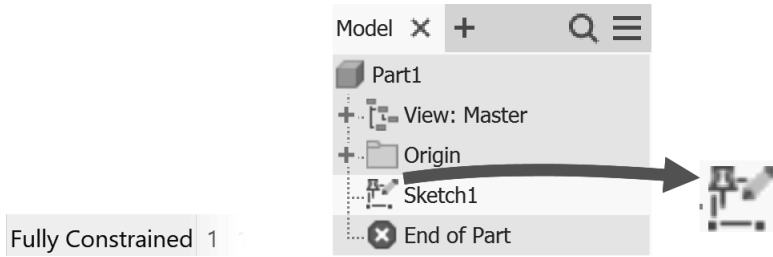 Model
Part1
View: Master
Origin
Sketch1
End of Part
Fully Constrained 1